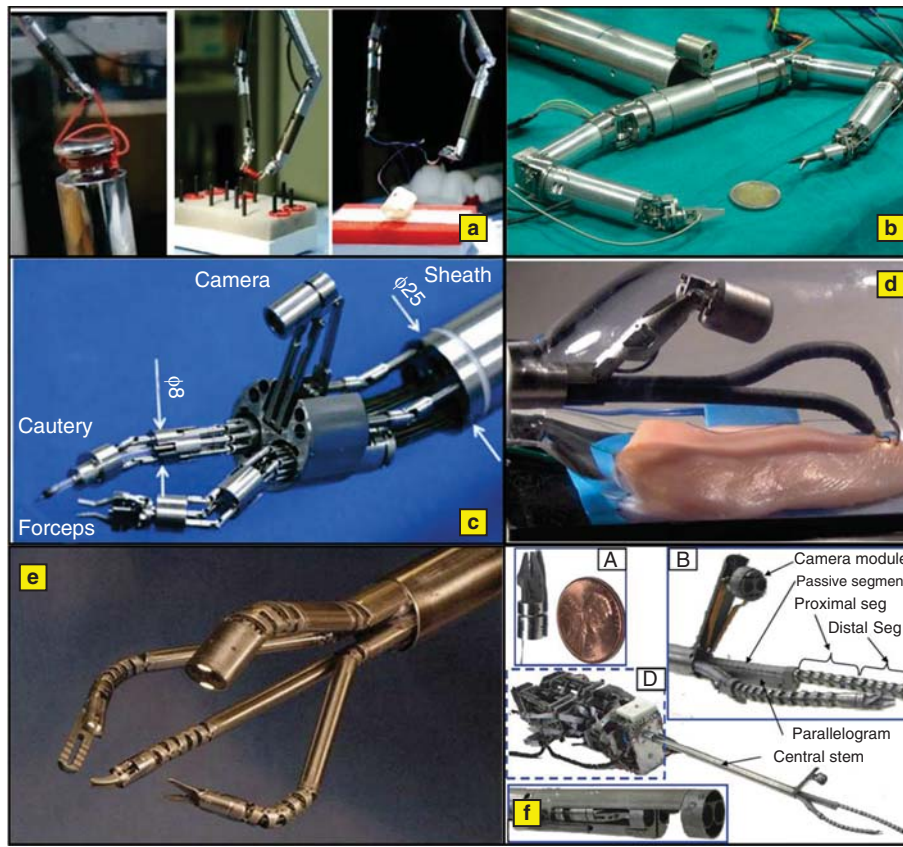 a
b
Camera
Sheath
ϕ25
ϕ8
Cautery
Forceps
c
d
e
A
B
Camera module
Passive segmen
Proximal seg
Distal Seg
D
Parallelogram
Central stem
f